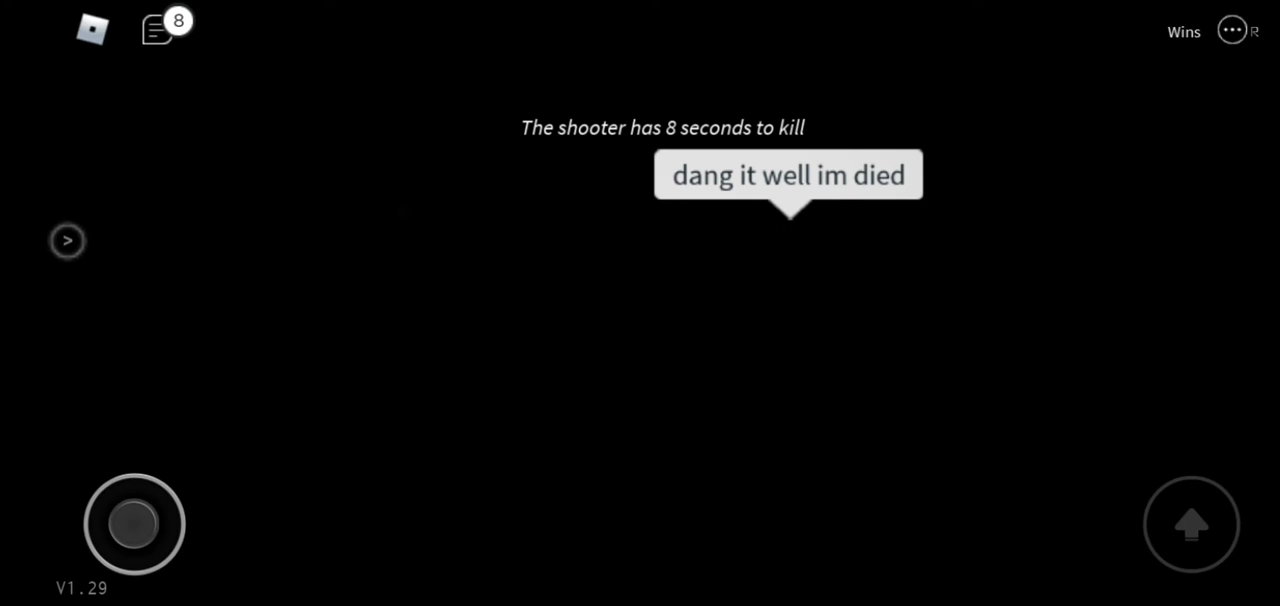 8
Wins
R
The shooter has 8 seconds to kill
dang it well im died
>
V1.29